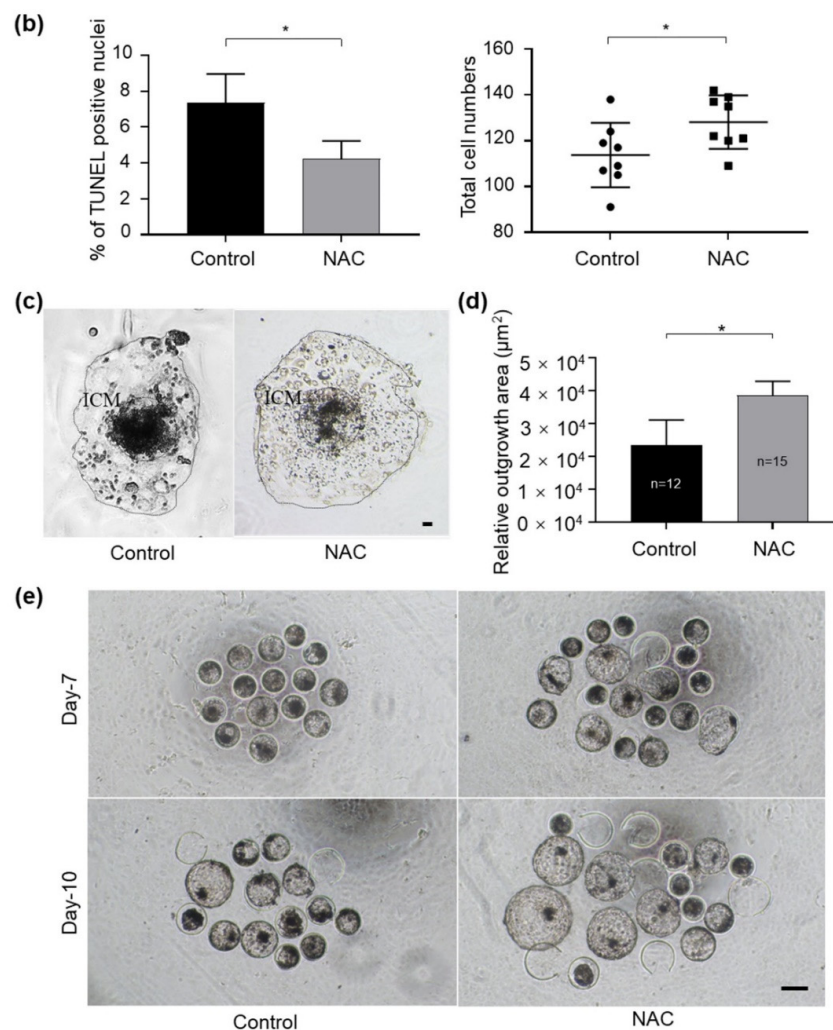 (b)
% of TUNEL positive nuclei
10
8
6
4
2
0
*
Control
NAC
Total cell numbers
160
140
120
100
80
*
Control
NAC
(c)
ICM
ICM
Control
NAC
(d)
Relative outgrowth area (µm²)
5 × 10⁴
4 × 10⁴
3 × 10⁴
2 × 10⁴
2 × 10⁴
0 × 10⁴
*
n=12
n=15
Control
NAC
(e)
Day-7
Day-10
Control
NAC